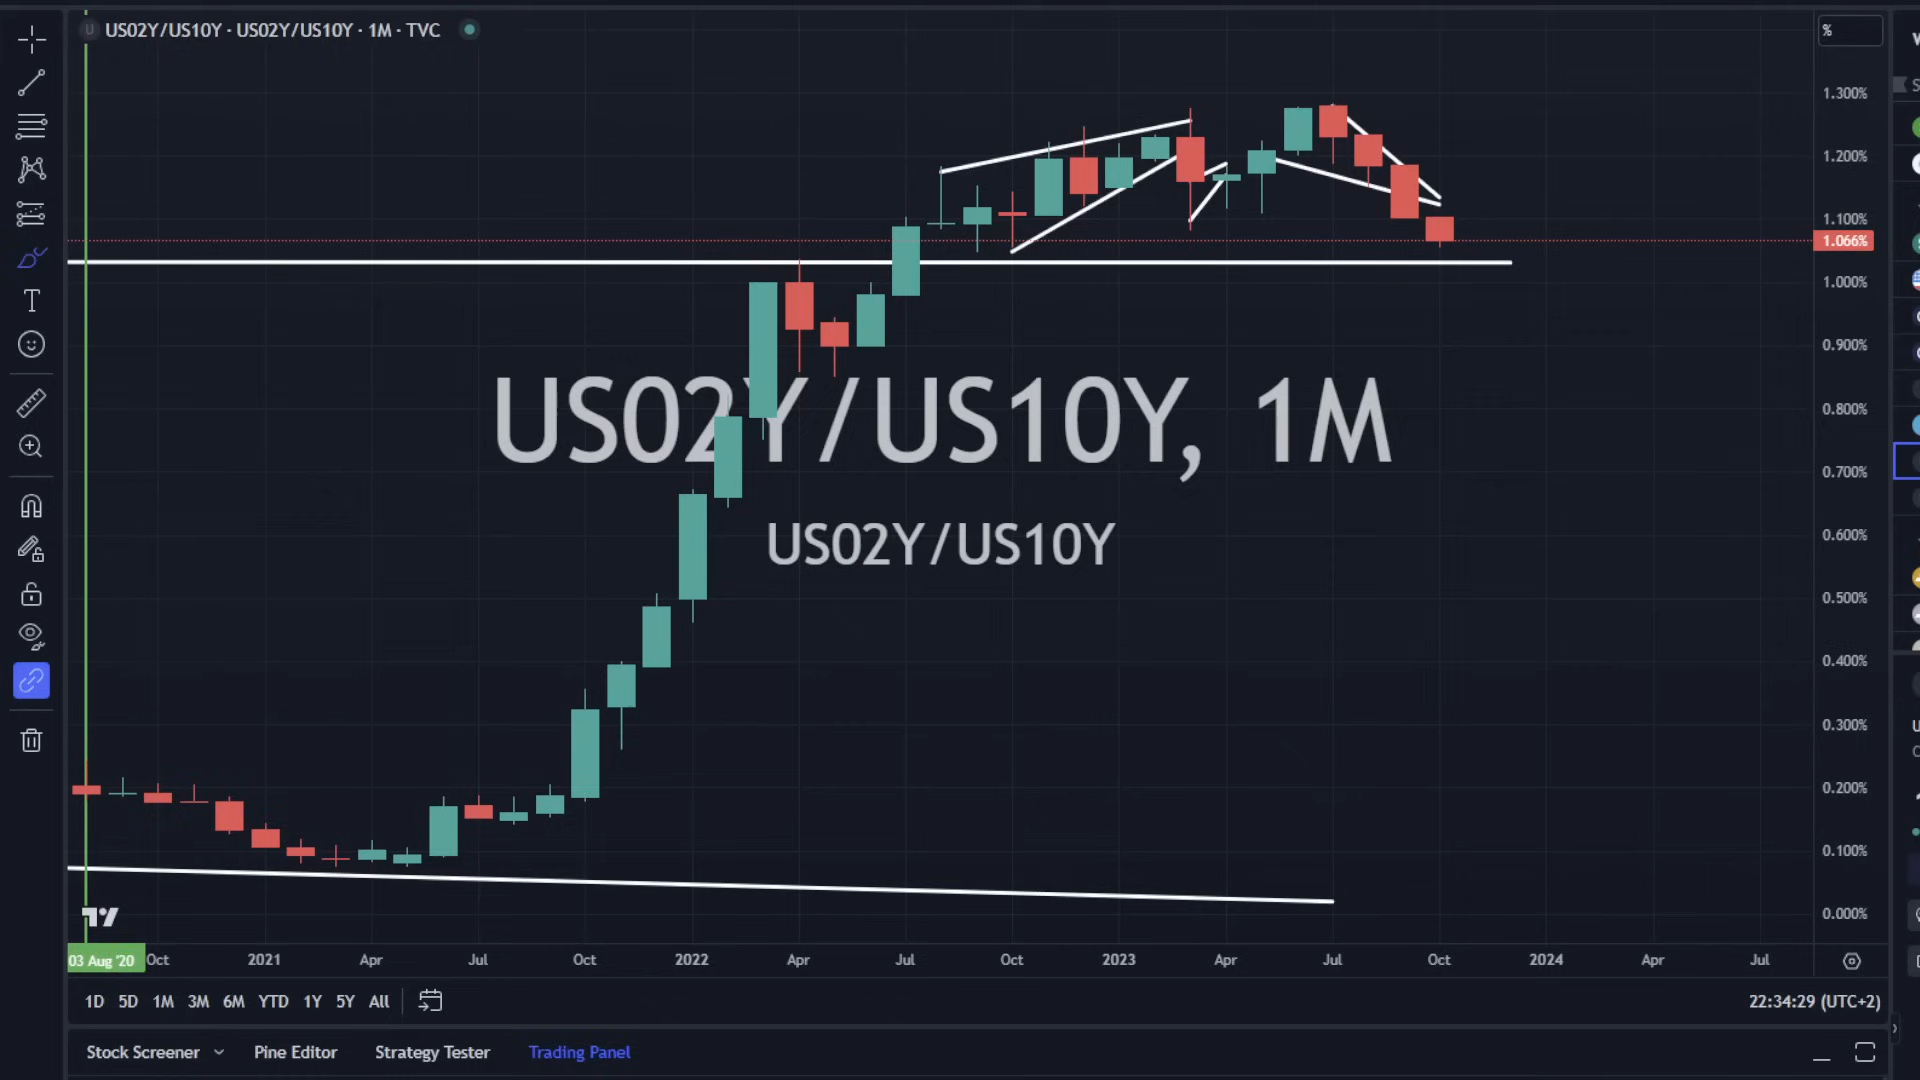 US02Y/US10Y · US02Y/US10Y · 1M · TVC
%
1.300%
1.200%
1.100%
1.066%
1.000%
0.900%
0.800%
0.700%
0.600%
0.500%
0.400%
0.300%
0.200%
0.100%
0.000%
US02Y/US10Y, 1M
US02Y/US10Y
03 Aug '20 Oct 2021 Apr Jul Oct 2022 Apr Jul Oct 2023 Apr Jul Oct 2024 Apr Jul
1D 5D 1M 3M 6M YTD 1Y 5Y All 22:34:29 (UTC+2)
Stock Screener Pine Editor Strategy Tester Trading Panel